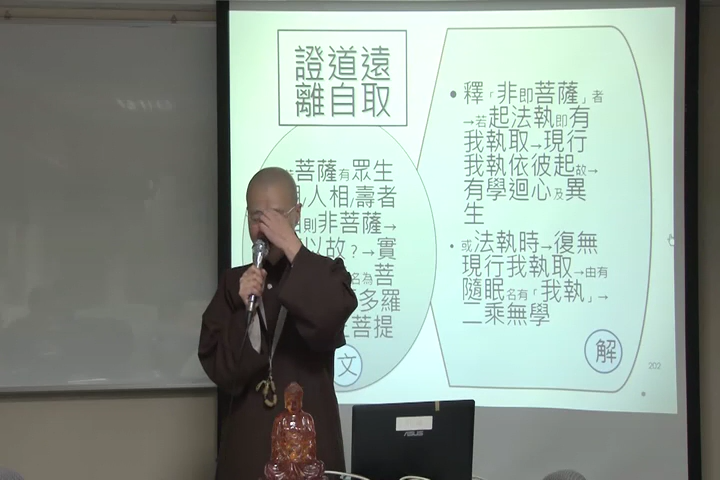 證道遠
離自取
菩薩有眾生
人相/壽者
則非菩薩→
以故?→實
名為菩
多羅
菩提
文
• 釋「非即菩薩」者
→若起法執即有
我執取→現行
我執依彼起故→
有學迴心及異
生
• 或法執時→復無
現行我執取→由有
隨眠名有「我執」→
二乘無學
解
202
ASUS